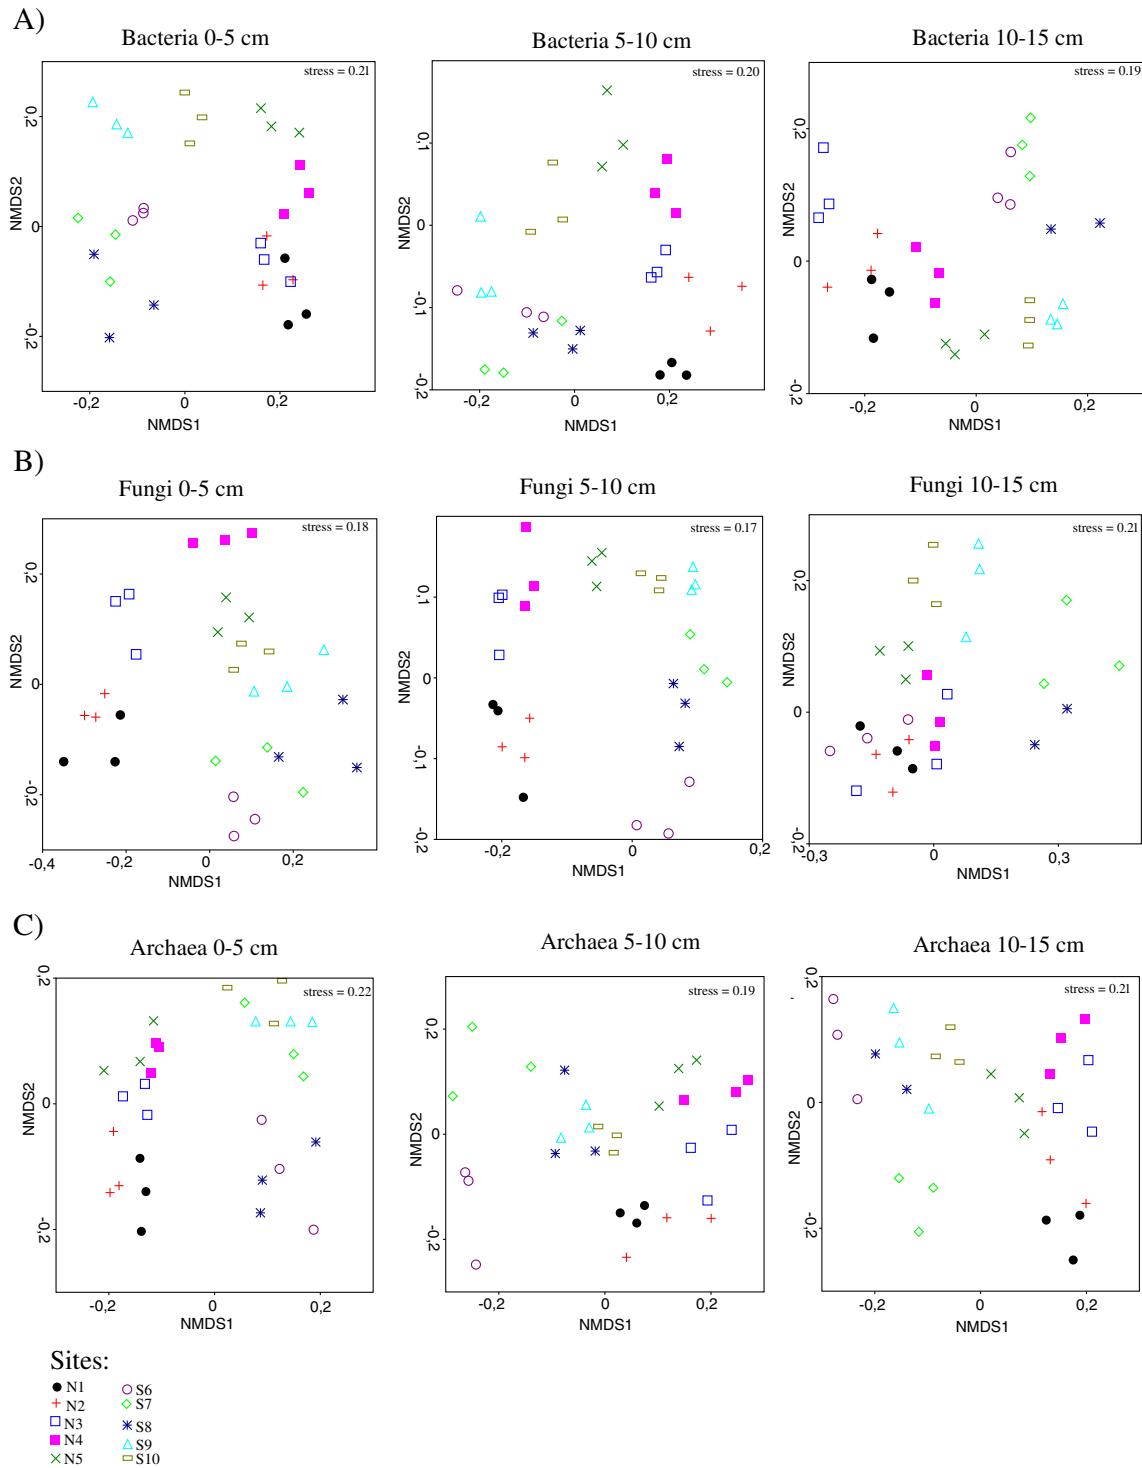 A)
Bacteria 0-5 cm
Bacteria 5-10 cm
Bacteria 10-15 cm
stress = 0.21
stress = 0.20
stress = 0.19
0,2
0
-0,2
NMDS2
-0,2
0
0,2
NMDS1
0,1
0
-0,1
-0,2
NMDS2
-0,2
0
0,2
NMDS1
0,2
0
-0,2
NMDS2
-0,2
0
0,2
NMDS1
B)
Fungi 0-5 cm
Fungi 5-10 cm
Fungi 10-15 cm
stress = 0.18
stress = 0.17
stress = 0.21
0,2
0
-0,2
NMDS2
-0,4
-0,2
0
0,2
NMDS1
0,1
0
-0,1
-0,2
NMDS2
-0,2
0
0,2
NMDS1
0,2
0
-0,2
NMDS2
-0,3
0
0,3
NMDS1
C)
Archaea 0-5 cm
Archaea 5-10 cm
Archaea 10-15 cm
stress = 0.22
stress = 0.19
stress = 0.21
0,2
0
-0,2
NMDS2
-0,2
0
0,2
NMDS1
0,2
0
-0,2
NMDS2
-0,2
0
0,2
NMDS1
0,2
0
-0,2
NMDS2
-0,2
0
0,2
NMDS1
Sites:
N1
N2
N3
N4
N5
S6
S7
S8
S9
S10